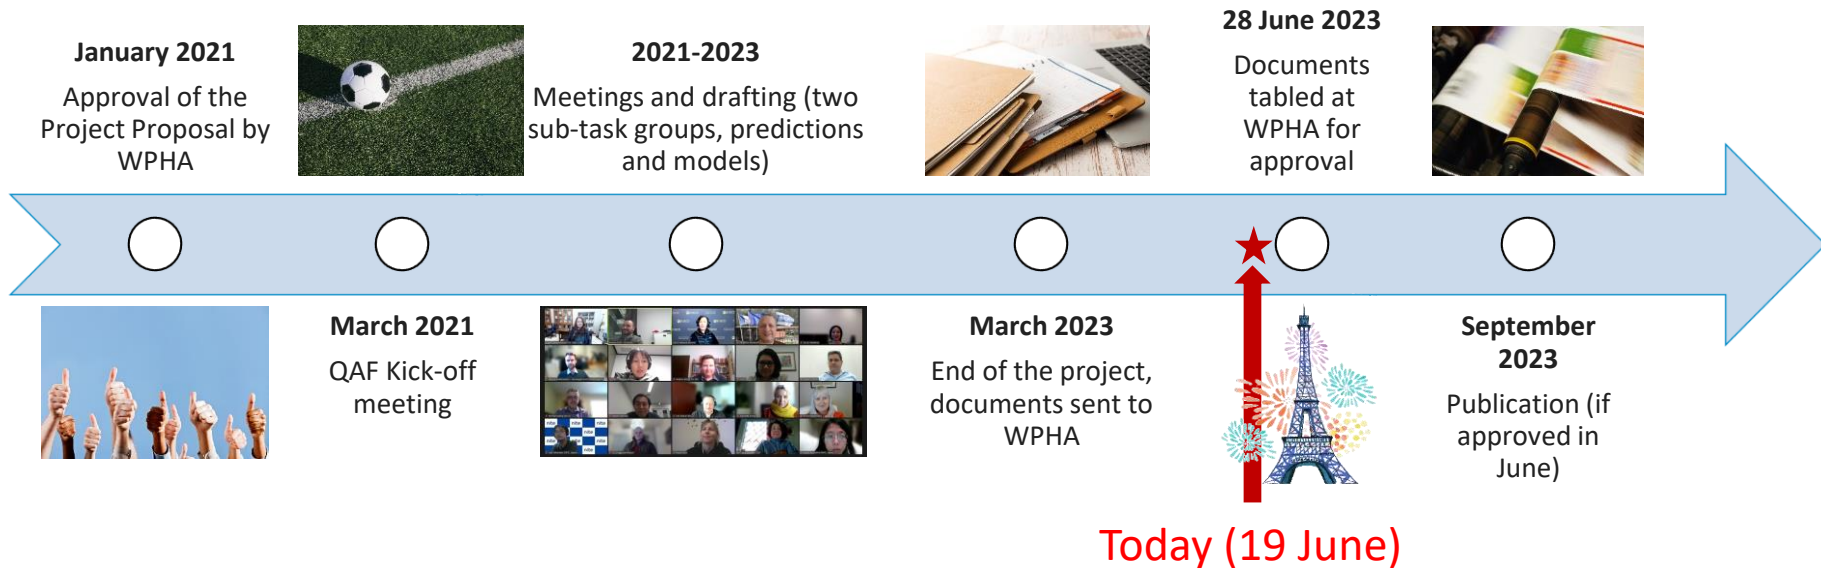 January 2021
Approval of the
Project Proposal by
WPHA
March 2021
QAF Kick-off
meeting
2021-2023
Meetings and drafting (two
sub-task groups, predictions
and models)
March 2023
End of the project,
documents sent to
WPHA
28 June 2023
Documents
tabled at
WPHA for
approval
September
2023
Publication (if
approved in
June)
Today (19 June)